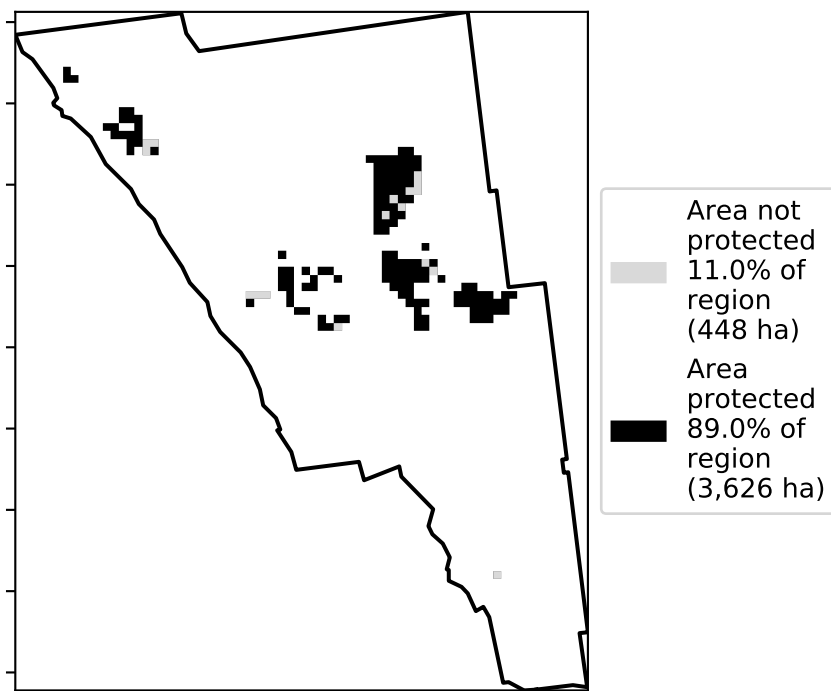 Area not
protected
11.0% of
region
(448 ha)
Area
protected
89.0% of
region
(3,626 ha)